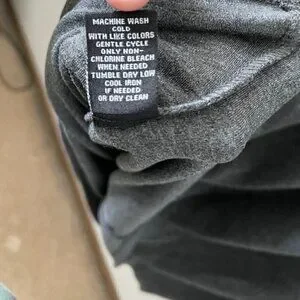 MACHINE WASH
COLD
WITH LIKE COLORS
GENTLE CYCLE
ONLY NON-
CHLORINE BLEACH
WHEN NEEDED
TUMBLE DRY LOW
COOL IRON
IF NEEDED
OR DRY CLEAN